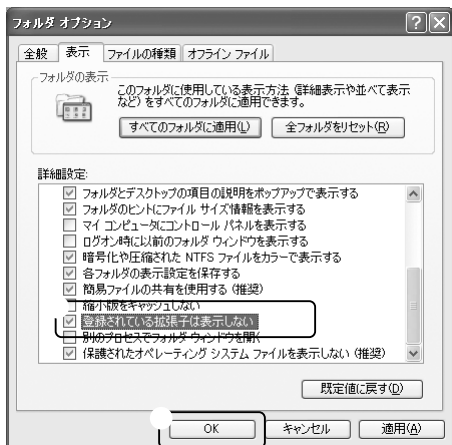 フォルダ オプション
全般 表示 ファイルの種類 オフライン ファイル
フォルダの表示
このフォルダに使用している表示方法 (詳細表示や並べて表示
など) をすべてのフォルダに適用できます。
すべてのフォルダに適用(L) 全フォルダをリセット(R)
詳細設定:
フォルダとデスクトップの項目の説明をポップアップで表示する
フォルダのヒントにファイル サイズ情報を表示する
マイ コンピュータにコントロール パネルを表示する
ログオン時に以前のフォルダ ウィンドウを表示する
暗号化や圧縮された NTFS ファイルをカラーで表示する
各フォルダの表示設定を保存する
簡易ファイルの共有を使用する (推奨)
縮小版をキャッシュしない
登録されている拡張子は表示しない
別のプロセスでフォルダ ウィンドウを開く
保護されたオペレーティング システム ファイルを表示しない (推奨)
既定値に戻す(D)
OK キャンセル 適用(A)